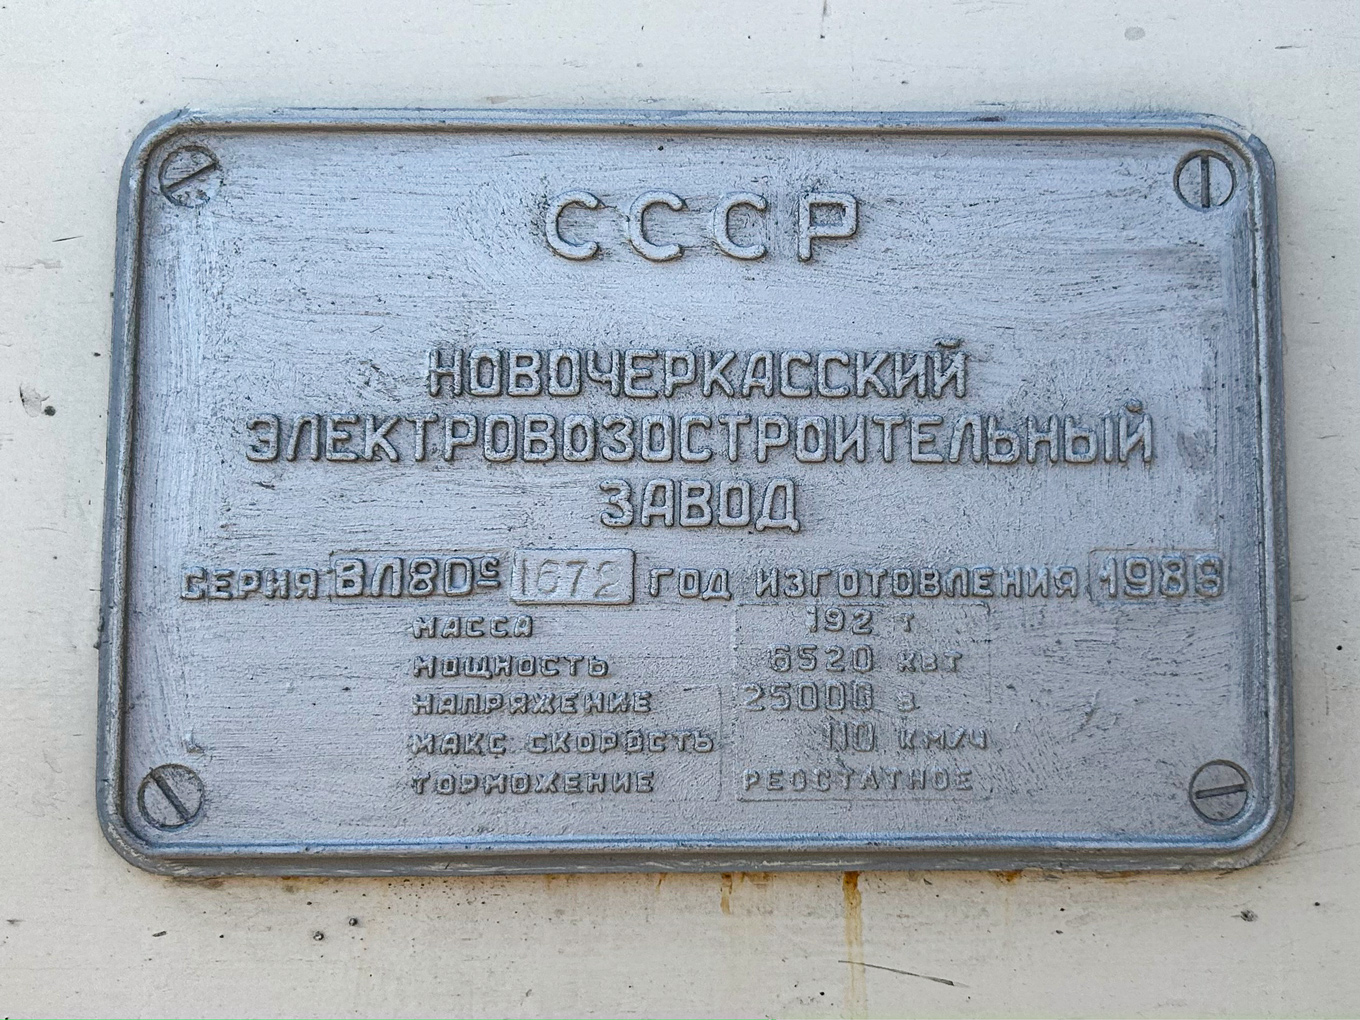 СССР
НОВОЧЕРКАССКИЙ
ЭЛЕКТРОВОЗОСТРОИТЕЛЬНЫЙ
ЗАВОД
СЕРИЯ ВЛ80С 1672 ГОД ИЗГОТОВЛЕНИЯ
МАССА 192 Т
МОЩНОСТЬ 6520 КВТ
НАПРЯЖЕНИЕ 25000 В
МАКС СКОРОСТЬ 110 КМ/Ч
ТОРМОЖЕНИЕ РЕОСТАТНОЕ